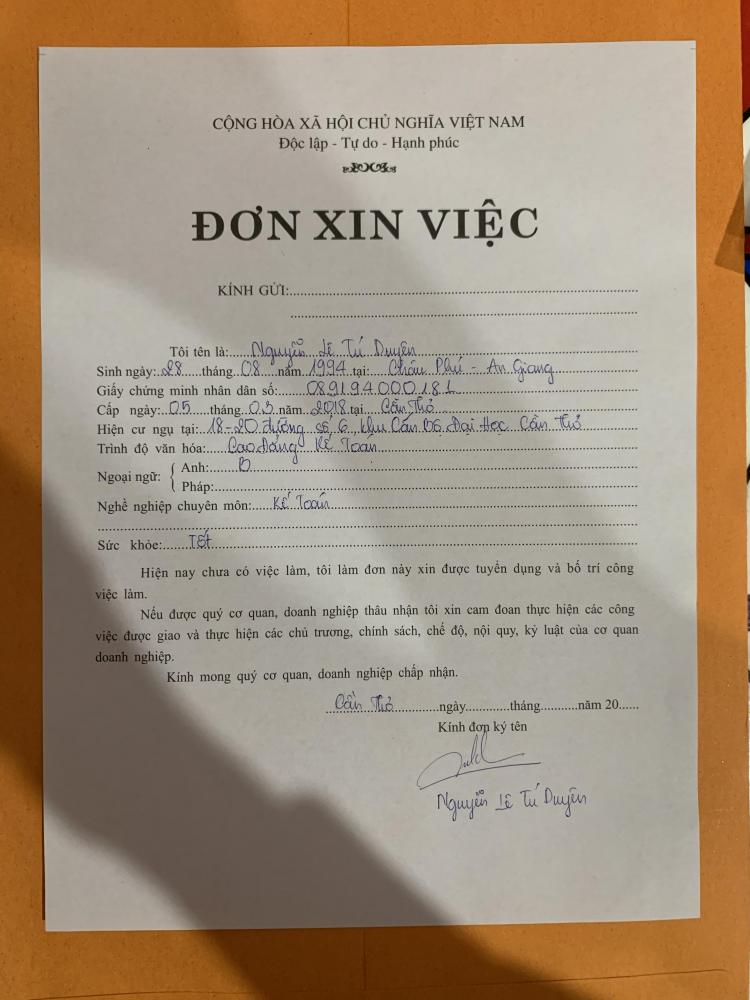 CỘNG HÒA XÃ HỘI CHỦ NGHĨA VIỆT NAM
Độc lập - Tự do - Hạnh phúc
ĐƠN XIN VIỆC
KÍNH GỬI:
Tôi tên là: Nguyễn Lê Tú Duyên
Sinh ngày: 28 tháng 08 năm 1994 tại: Châu Phú - An Giang
Giấy chứng minh nhân dân số: 089194000181
Cấp ngày: 05 tháng 03 năm 2018 tại Cần Thơ
Hiện cư ngụ tại: 18-20 đường số 6, khu Cán Bộ Đại Học Cần Thơ
Trình độ văn hóa: Cao Đẳng Kế Toán
Ngoại ngữ: Anh: B
Pháp:
Nghề nghiệp chuyên môn: Kế Toán
Sức khỏe: Tốt
Hiện nay chưa có việc làm, tôi làm đơn này xin được tuyển dụng và bố trí công
việc làm.
Nếu được quý cơ quan, doanh nghiệp thâu nhận tôi xin cam đoan thực hiện các công
việc được giao và thực hiện các chủ trương, chính sách, chế độ, nội quy, kỷ luật của cơ quan
doanh nghiệp.
Kính mong quý cơ quan, doanh nghiệp chấp nhận.
Cần Thơ ngày tháng năm 20
Kính đơn ký tên
Nguyễn Lê Tú Duyên